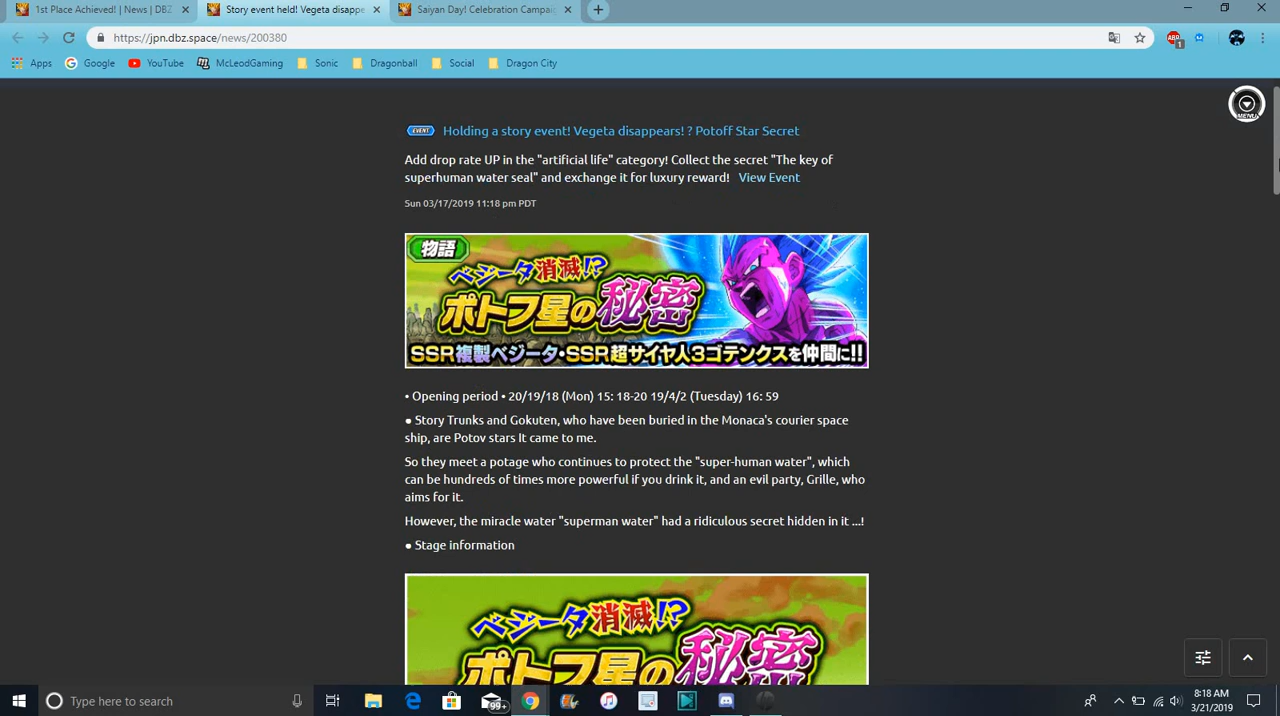 1st Place Achieved! | News | DBZ
Story event held! Vegeta disappe
Saiyan Day! Celebration Campai
https://jpn.dbz.space/news/200380
ABP
1
Apps
Google
YouTube
McLeodGaming
Sonic
Dragonball
Social
Dragon City
MENU
EVENT
Holding a story event! Vegeta disappears! ? Potoff Star Secret
Add drop rate UP in the "artificial life" category! Collect the secret "The key of
superhuman water seal" and exchange it for luxury reward! View Event
Sun 03/17/2019 11:18 pm PDT
物語
ベジータ消滅!?
ポトフ星の秘密
SSR複製ベジータ・SSR超サイヤ人3ゴテンクスを仲間に!!
• Opening period • 20/19/18 (Mon) 15: 18-20 19/4/2 (Tuesday) 16: 59
● Story Trunks and Gokuten, who have been buried in the Monaca's courier space
ship, are Potov stars It came to me.
So they meet a potage who continues to protect the "super-human water", which
can be hundreds of times more powerful if you drink it, and an evil party, Grille, who
aims for it.
However, the miracle water "superman water" had a ridiculous secret hidden in it ...!
● Stage information
ベジータ消滅!?
ポトフ星の秘密
Type here to search
99+
8:18 AM
3/21/2019